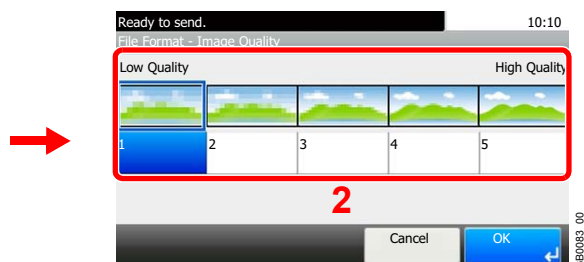 Ready to send. 10:10
File Format - Image Quality
Low Quality High Quality
1 2 3 4 5
2
Cancel OK